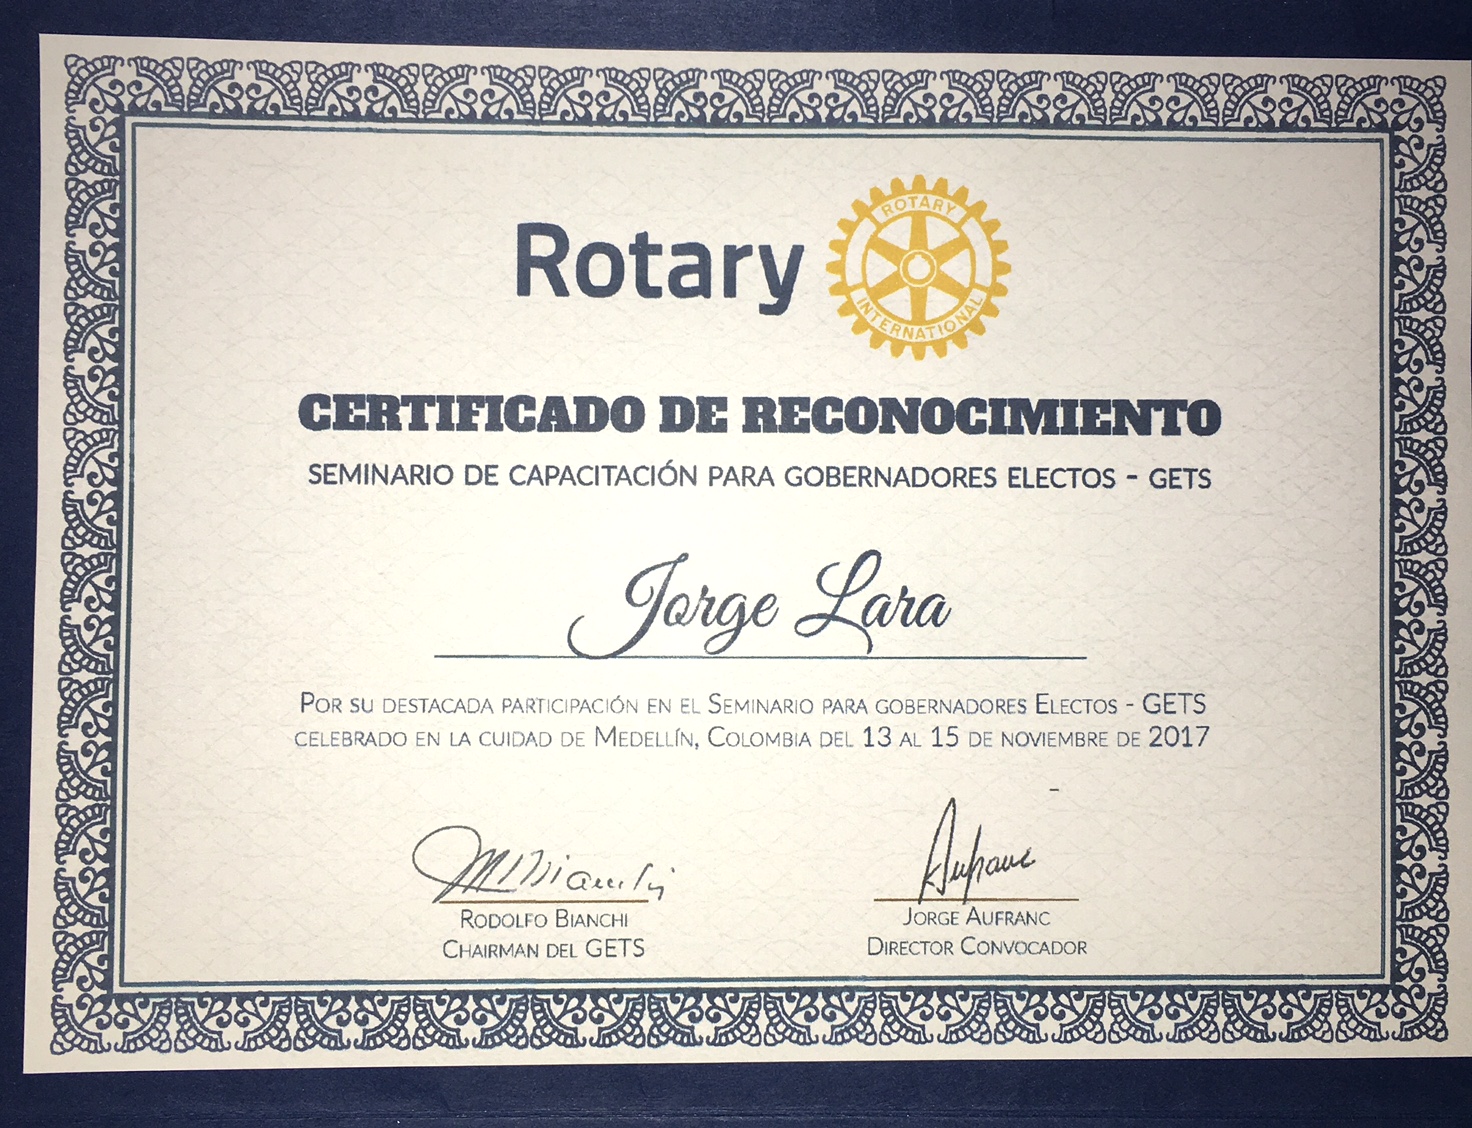 Rotary
ROTARY
INTERNATIONAL
CERTIFICADO DE RECONOCIMIENTO
SEMINARIO DE CAPACITACIÓN PARA GOBERNADORES ELECTOS - GETS
Jorge Lara
POR SU DESTACADA PARTICIPACIÓN EN EL SEMINARIO PARA GOBERNADORES ELECTOS - GETS
CELEBRADO EN LA CUIDAD DE MEDELLÍN, COLOMBIA DEL 13 AL 15 DE NOVIEMBRE DE 2017
Aufranc
RODOLFO BIANCHI
CHAIRMAN DEL GETS
JORGE AUFRANC
DIRECTOR CONVOCADOR